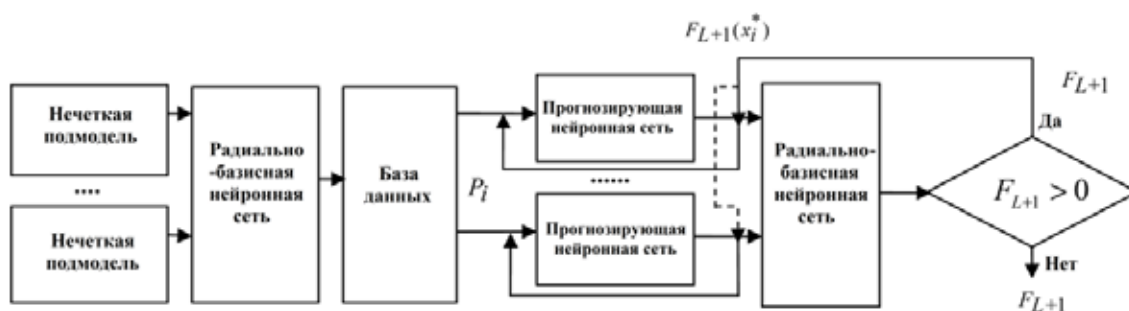 F_{L+1}(x_i^*)
Нечеткая
подмодель
....
Нечеткая
подмодель
Радиально
-базисная
нейронная
сеть
База
данных
P_i
Прогнозирующая
нейронная сеть
......
Прогнозирующая
нейронная сеть
Радиально-
базисная
нейронная
сеть
F_{L+1}
Да
F_{L+1} > 0
Нет
F_{L+1}